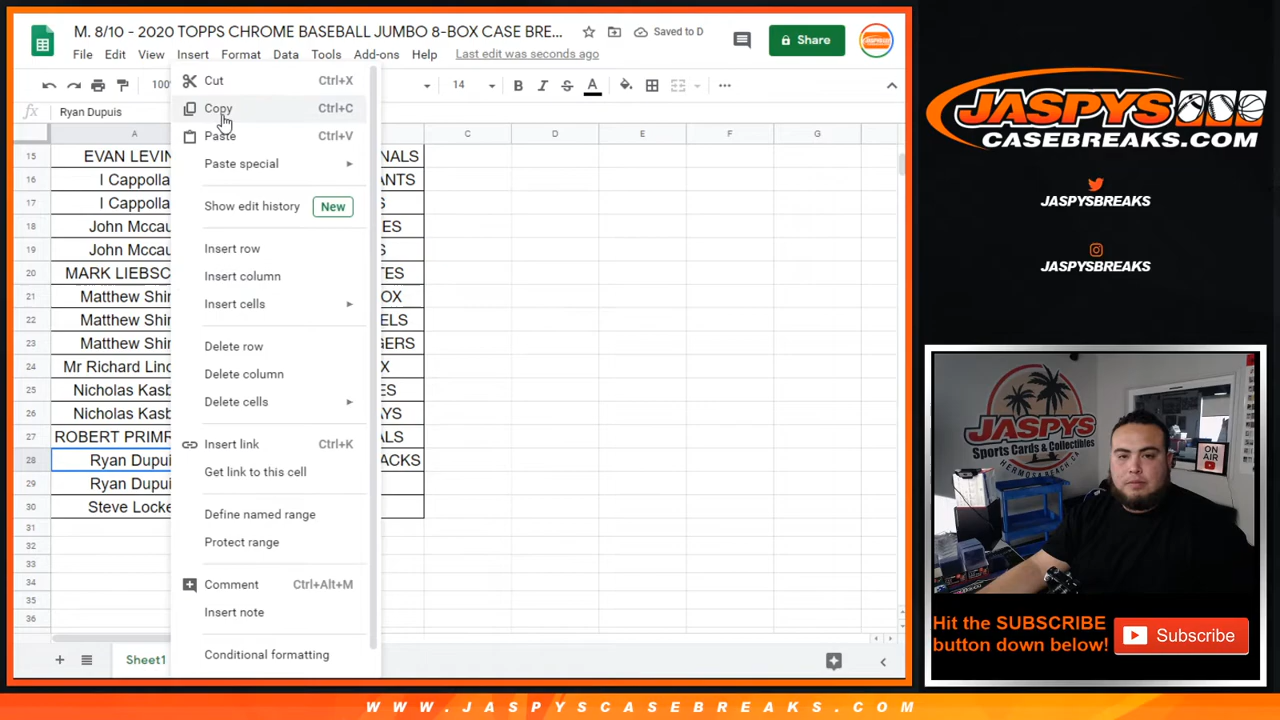 M. 8/10 - 2020 TOPPS CHROME BASEBALL JUMBO 8-BOX CASE BRE...
Saved to D
Share
File Edit View Insert Format Data Tools Add-ons Help Last edit was seconds ago
100
14
B I S A
fx Ryan Dupuis
A C D E F G
15 EVAN LEVIN NALS
16 I Cappolla ANTS
17 I Cappolla S
18 John Mccau ES
19 John Mccau S
20 MARK LIEBSC TES
21 Matthew Shir OX
22 Matthew Shir ELS
23 Matthew Shir GERS
24 Mr Richard Linc X
25 Nicholas Kasb ES
26 Nicholas Kasb AYS
27 ROBERT PRIMR ALS
28 Ryan Dupui ACKS
29 Ryan Dupui
30 Steve Locke
31
32
33
34
35
36
Cut Ctrl+X
Copy Ctrl+C
Paste Ctrl+V
Paste special
Show edit history New
Insert row
Insert column
Insert cells
Delete row
Delete column
Delete cells
Insert link Ctrl+K
Get link to this cell
Define named range
Protect range
Comment Ctrl+Alt+M
Insert note
Conditional formatting
Sheet1
JASPYS
CASEBREAKS.COM
JASPYSBREAKS
JASPYSBREAKS
JASPYS
Sports Cards & Collectibles
HERMOSA BEACH, CA
ON AIR
Hit the SUBSCRIBE
button down below!
Subscribe
WWW.JASPYSCASEBREAKS.COM